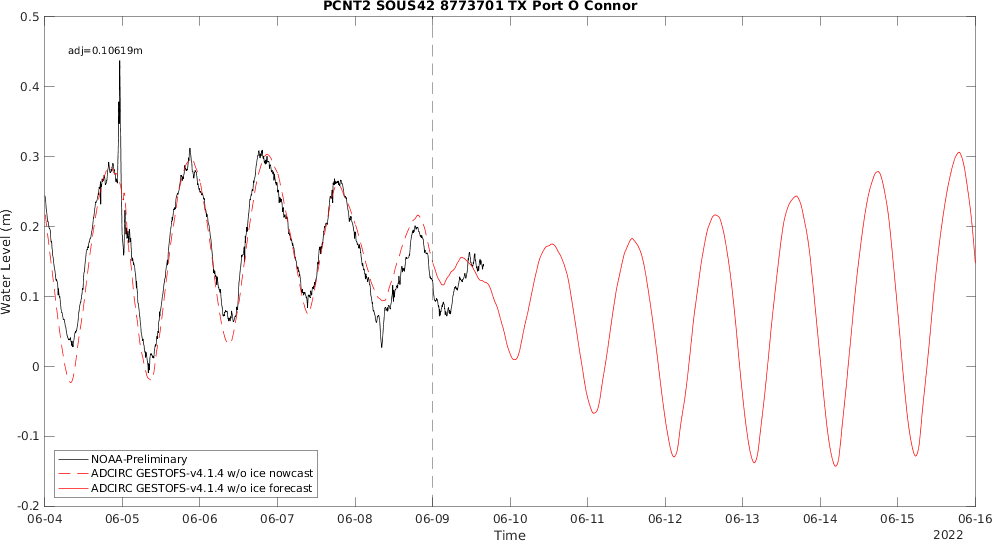 PCNT2 SOUS42 8773701 TX Port O Connor
adj=0.10619m
0.5
0.4
0.3
0.2
0.1
0
-0.1
-0.2
Water Level (m)
NOAA-Preliminary
ADCIRC GESTOFS-v4.1.4 w/o ice nowcast
ADCIRC GESTOFS-v4.1.4 w/o ice forecast
06-04 06-05 06-06 06-07 06-08 06-09 06-10 06-11 06-12 06-13 06-14 06-15 06-16
Time
2022